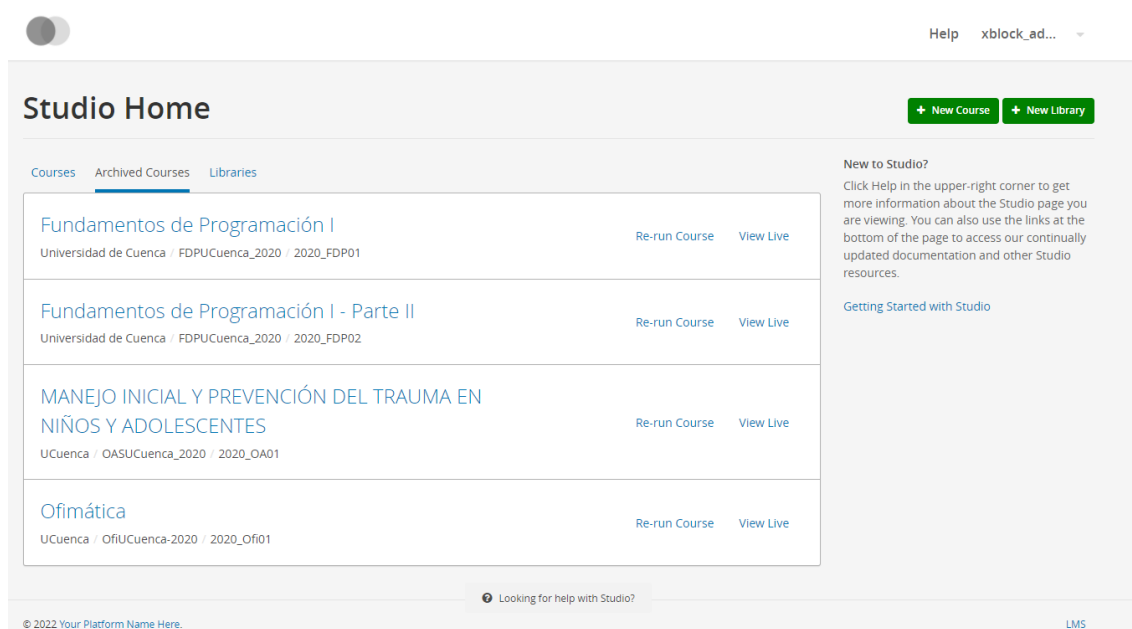 Help xblock_ad...
Studio Home
+ New Course + New Library
Courses Archived Courses Libraries
Fundamentos de Programación I
Universidad de Cuenca / FDPUCuenca_2020 / 2020_FDP01
Re-run Course View Live
Fundamentos de Programación I - Parte II
Universidad de Cuenca / FDPUCuenca_2020 / 2020_FDP02
Re-run Course View Live
MANEJO INICIAL Y PREVENCIÓN DEL TRAUMA EN
NIÑOS Y ADOLESCENTES
UCuenca / OASUCuenca_2020 / 2020_OA01
Re-run Course View Live
Ofimática
UCuenca / OfiUCuenca-2020 / 2020_Ofi01
Re-run Course View Live
New to Studio?
Click Help in the upper-right corner to get
more information about the Studio page you
are viewing. You can also use the links at the
bottom of the page to access our continually
updated documentation and other Studio
resources.
Getting Started with Studio
Looking for help with Studio?
© 2022 Your Platform Name Here.
LMS